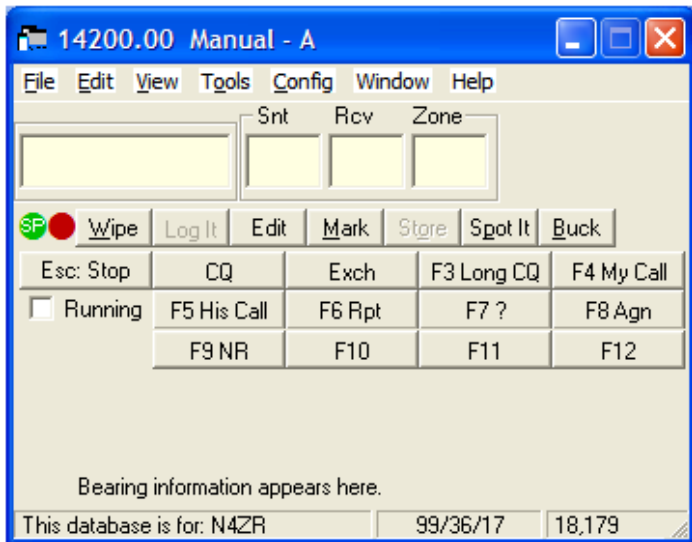 14200.00 Manual - A
File Edit View Tools Config Window Help
Snt Rcv Zone
SP Wipe Log It Edit Mark Store Spot It Buck
Esc: Stop CQ Exch F3 Long CQ F4 My Call
Running F5 His Call F6 Rpt F7 ? F8 Agn
F9 NR F10 F11 F12
Bearing information appears here.
This database is for: N4ZR 99/36/17 18,179